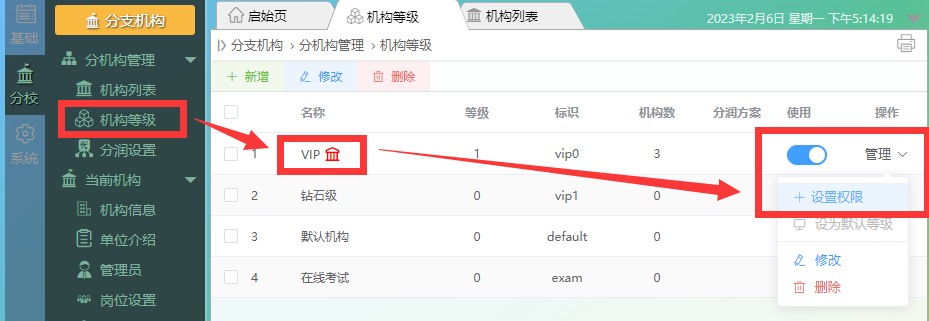 基础
分校
系统
分支机构
分机构管理
机构列表
机构等级
分润设置
当前机构
机构信息
单位介绍
管理员
岗位设置
启始页 机构等级 机构列表 2023年2月6日 星期一 下午5:14:19
分支机构 › 分机构管理 › 机构等级
新增 修改 删除
名称 等级 标识 机构数 分润方案 使用 操作
1 VIP 1 vip0 3 管理
2 钻石级 0 vip1 0
3 默认机构 0 default 0
4 在线考试 0 exam 0
设置权限
设为默认等级
修改
删除